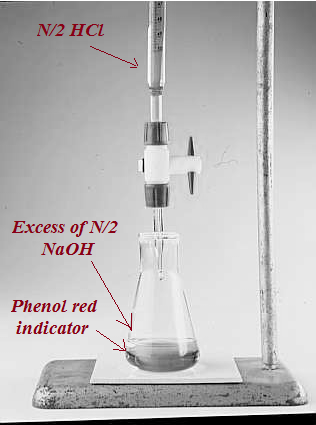 N/2 HCl
Excess of N/2
NaOH
Phenol red
indicator